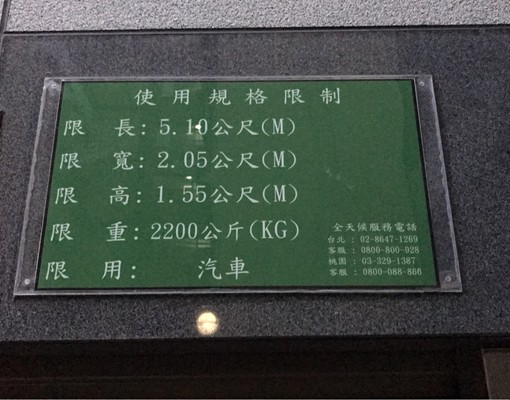 使用規格限制
限 長: 5.10公尺(M)
限 寬: 2.05公尺(M)
限 高: 1.55公尺(M)
限 重: 2200公斤(KG)
限 用: 汽車
全天候服務電話
台北 : 02-8647-1269
客服 : 0800-800-928
桃園 : 03-329-1387
客服 : 0800-088-866